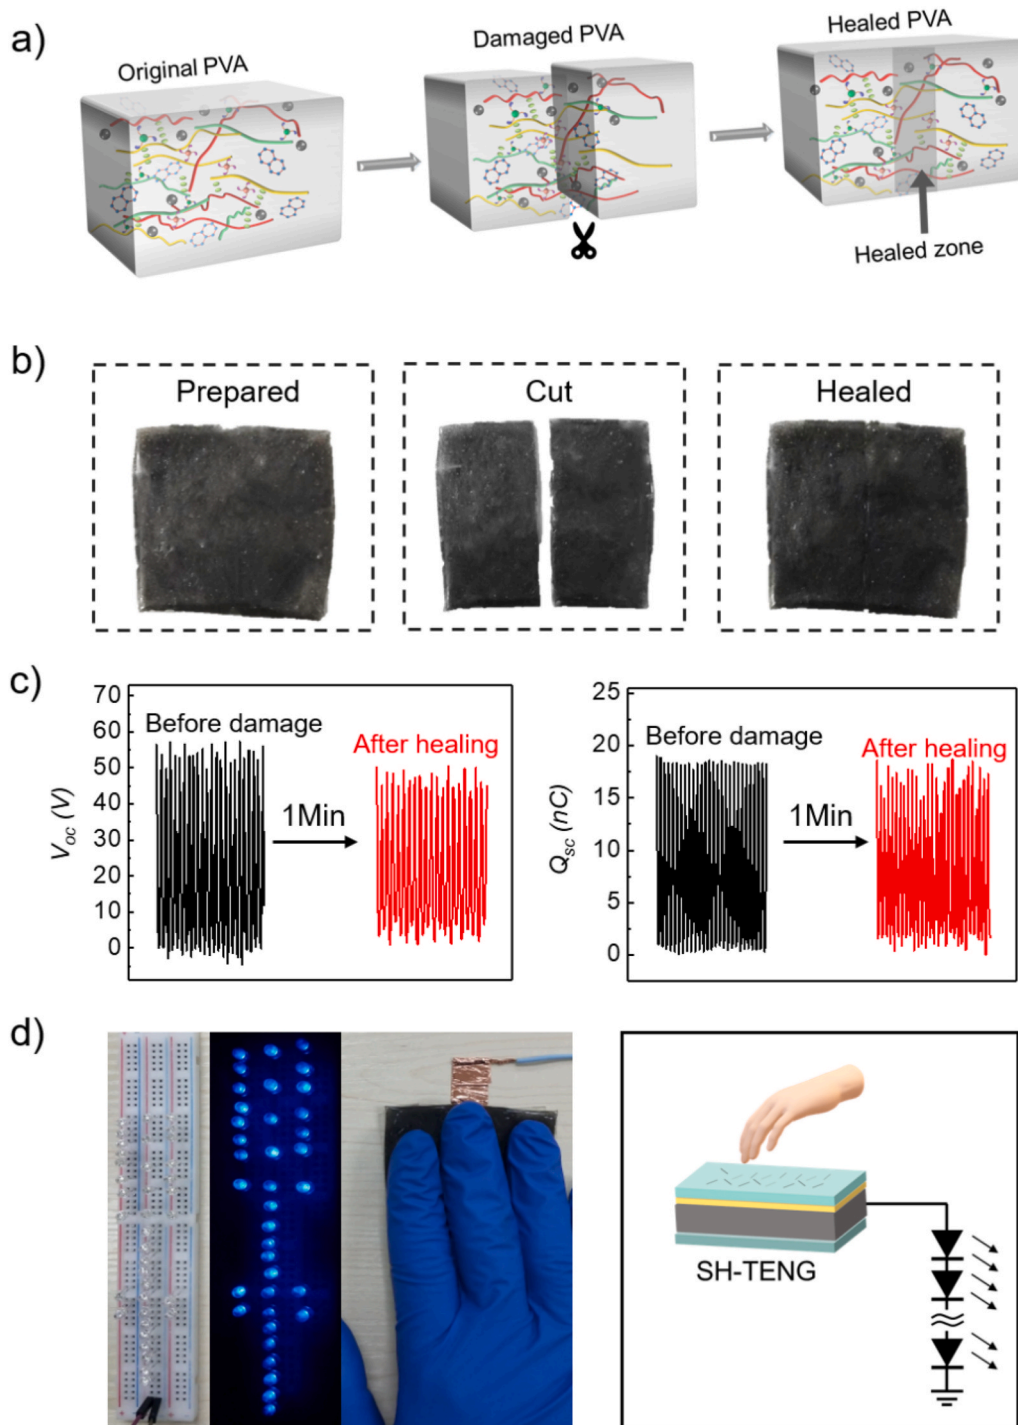 a)
Original PVA
Damaged PVA
Healed PVA
Healed zone
b)
Prepared
Cut
Healed
c)
70
60
50
40
30
20
10
0
Voc (V)
Before damage
1Min
After healing
25
20
15
10
5
0
Qsc (nC)
Before damage
1Min
After healing
d)
SH-TENG